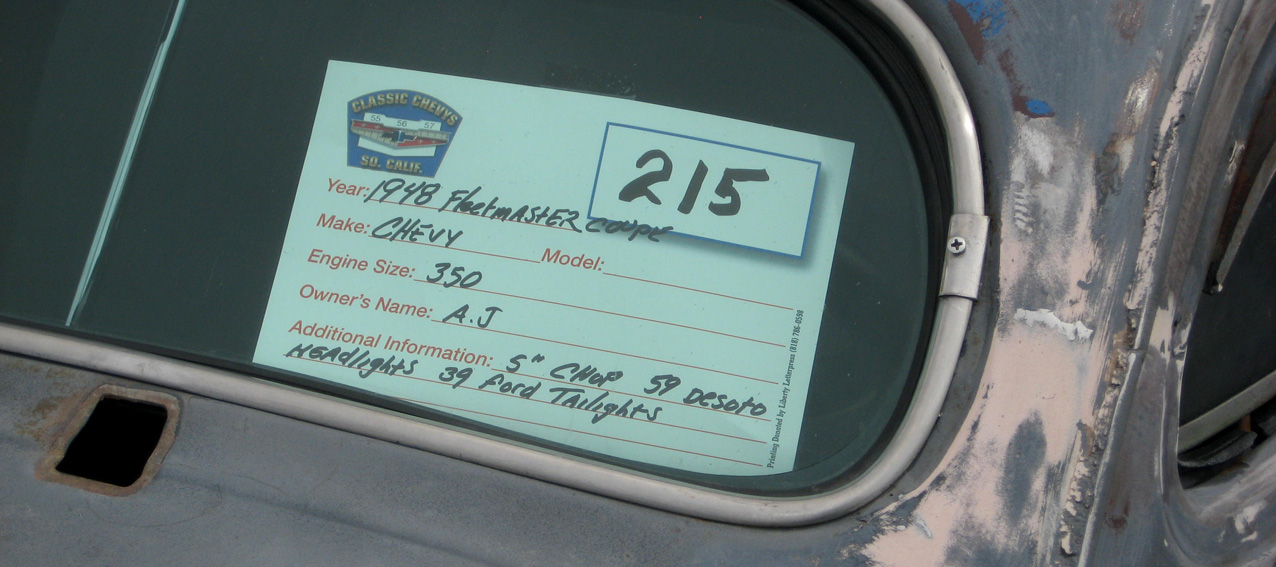 CLASSIC CHEVYS
55 56 57
SO. CALIF.
215
Year: 1948 FleetmASTER COUPE
Make: CHEVY Model:
Engine Size: 350
Owner's Name: A.J
Additional Information: 5" CHOP 59 DeSoto
HEADlights 39 Ford TAilights
Printing Donated by Liberty Letterpress (818) 786-0598